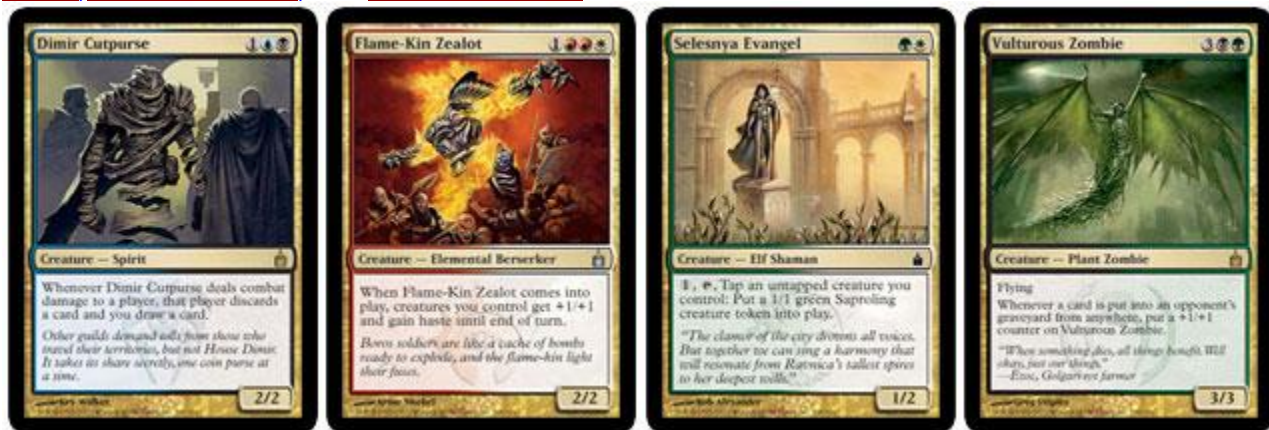 Dimir Cutpurse
1
Creature — Spirit
Whenever Dimir Cutpurse deals combat
damage to a player, that player discards
a card and you draw a card.
Other guilds demand tolls from those who
travel their territories, but not House Dimir.
It takes its share secretly, one coin purse at
a time.
2/2
Flame-Kin Zealot
1
Creature — Elemental Berserker
When Flame-Kin Zealot comes into
play, creatures you control get +1/+1
and gain haste until end of turn.
Boros soldiers are like a cache of bombs
ready to explode, and the flame-kin light
their fuses.
2/2
Selesnya Evangel
Creature — Elf Shaman
1, , Tap an untapped creature you
control: Put a 1/1 green Saproling
creature token into play.
"The clamor of the city drowns all voices.
But together we can sing a harmony that
will resonate from Ravnica's tallest spires
to her deepest wells."
Rob Alexander
1/2
Vulturous Zombie
3
Creature — Plant Zombie
Flying
Whenever a card is put into an opponent's
graveyard from anywhere, put a +1/+1
counter on Vulturous Zombie.
"When something dies, all things benefit. Well
okay, just our things."
Golgari rot farmer
3/3